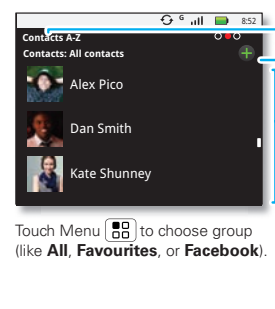 G 8:52
Contacts A-Z
Contacts: All contacts
Alex Pico
Dan Smith
Kate Shunney
Touch Menu to choose group
(like All, Favourites, or Facebook).